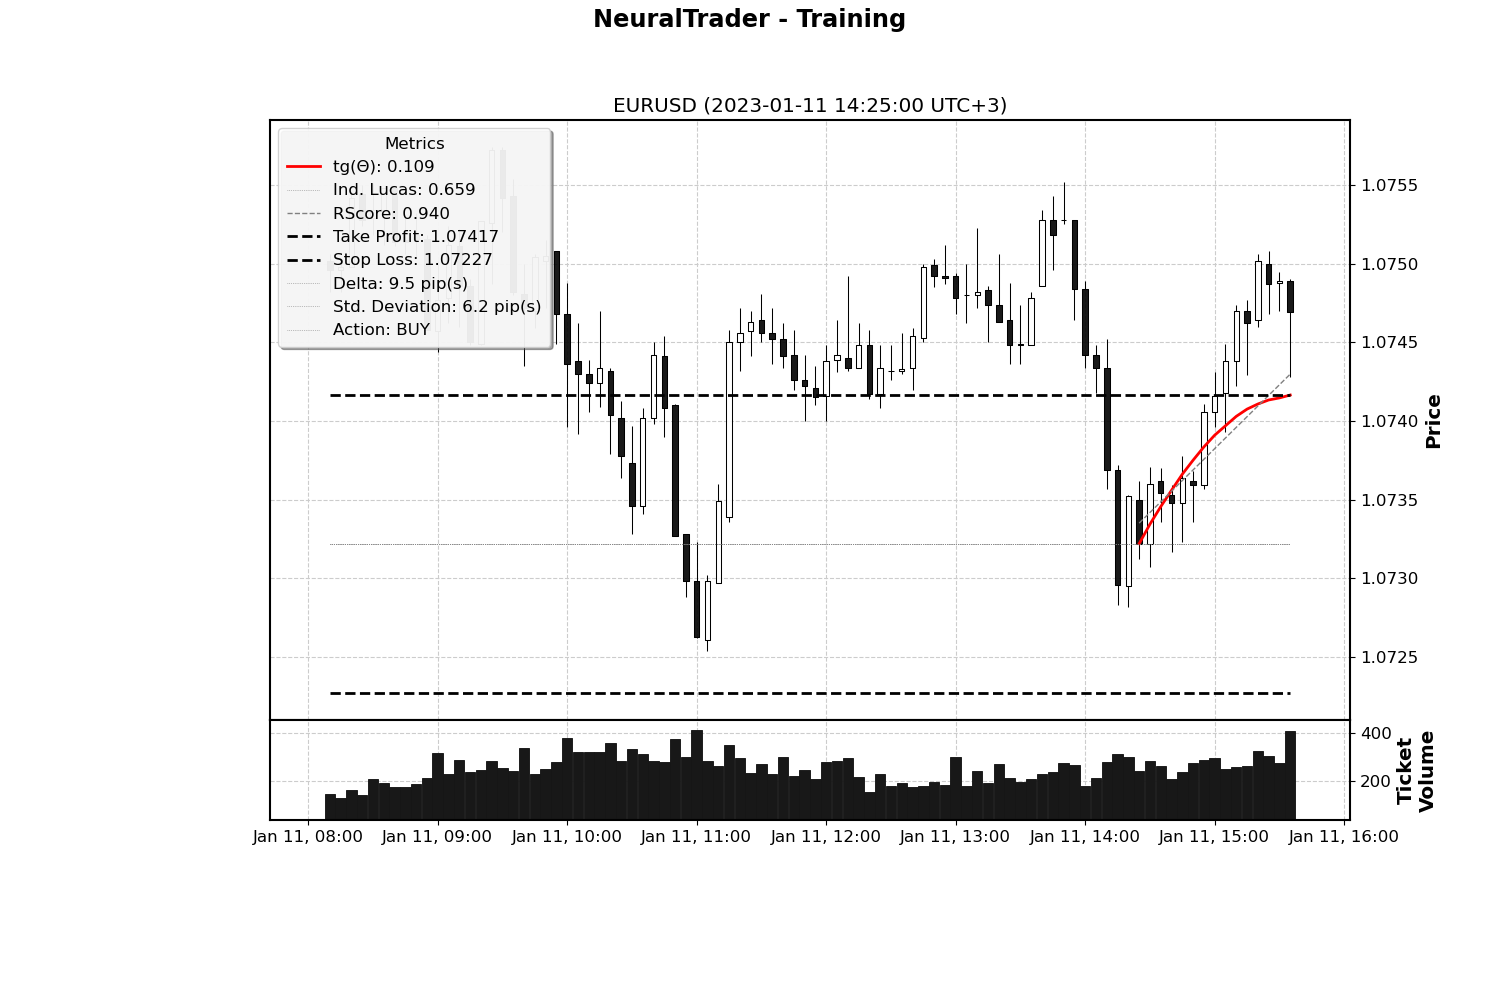 NeuralTrader - Training
EURUSD (2023-01-11 14:25:00 UTC+3)
Metrics
tg(Θ): 0.109
Ind. Lucas: 0.659
RScore: 0.940
Take Profit: 1.07417
Stop Loss: 1.07227
Delta: 9.5 pip(s)
Std. Deviation: 6.2 pip(s)
Action: BUY
1.0755
1.0750
1.0745
1.0740
1.0735
1.0730
1.0725
Price
400
200
Ticket
Volume
Jan 11, 08:00
Jan 11, 09:00
Jan 11, 10:00
Jan 11, 11:00
Jan 11, 12:00
Jan 11, 13:00
Jan 11, 14:00
Jan 11, 15:00
Jan 11, 16:00